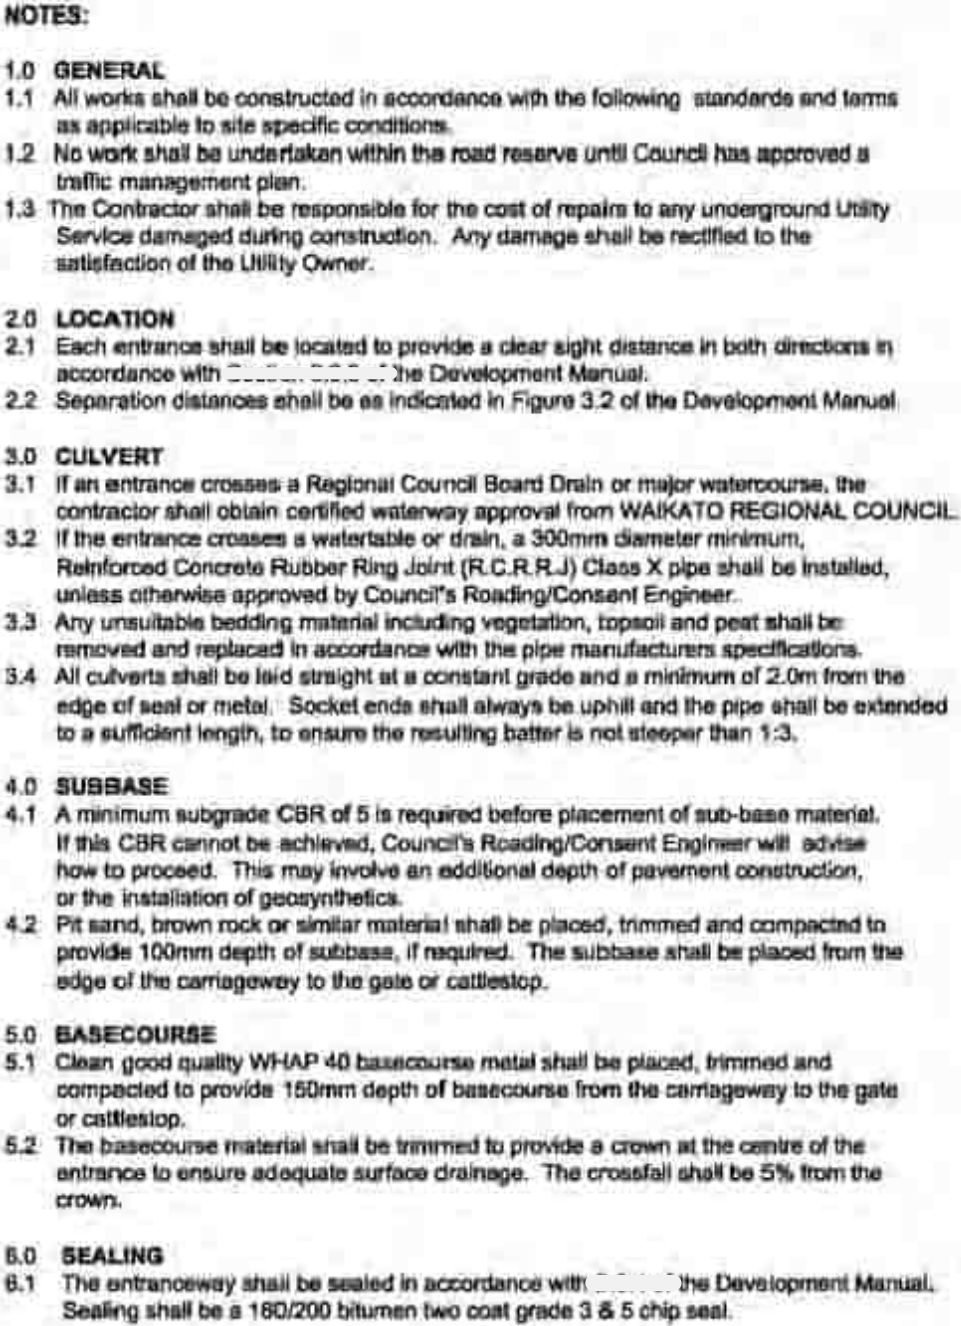 NOTES:
1.0 GENERAL
1.1 All works shall be constructed in accordance with the following standards and terms
as applicable to site specific conditions.
1.2 No work shall be undertaken within the road reserve until Council has approved a
traffic management plan.
1.3 The Contractor shall be responsible for the cost of repairs to any underground Utility
Service damaged during construction. Any damage shall be rectified to the
satisfaction of the Utility Owner.
2.0 LOCATION
2.1 Each entrance shall be located to provide a clear sight distance in both directions in
accordance with the Development Manual.
2.2 Separation distances shall be as indicated in Figure 3.2 of the Development Manual
3.0 CULVERT
3.1 If an entrance crosses a Regional Council Board Drain or major watercourse, the
contractor shall obtain certified waterway approval from WAIKATO REGIONAL COUNCIL.
3.2 If the entrance crosses a watertable or drain, a 300mm diameter minimum,
Reinforced Concrete Rubber Ring Joint (R.C.R.R.J) Class X pipe shall be installed,
unless otherwise approved by Council's Roading/Consent Engineer.
3.3 Any unsuitable bedding material including vegetation, topsoil and peat shall be
removed and replaced in accordance with the pipe manufacturers specifications.
3.4 All culverts shall be laid straight at a constant grade and a minimum of 2.0m from the
edge of seal or metal. Socket ends shall always be uphill and the pipe shall be extended
to a sufficient length, to ensure the resulting batter is not steeper than 1:3.
4.0 SUBBASE
4.1 A minimum subgrade CBR of 5 is required before placement of sub-base material.
If this CBR cannot be achieved, Council's Roading/Consent Engineer will advise
how to proceed. This may involve an additional depth of pavement construction,
or the installation of geosynthetics.
4.2 Pit sand, brown rock or similar material shall be placed, trimmed and compacted to
provide 100mm depth of subbase, if required. The subbase shall be placed from the
edge of the carriageway to the gate or cattlestop.
5.0 BASECOURSE
5.1 Clean good quality WHAP 40 basecourse metal shall be placed, trimmed and
compacted to provide 150mm depth of basecourse from the carriageway to the gate
or cattlestop.
5.2 The basecourse material shall be trimmed to provide a crown at the centre of the
entrance to ensure adequate surface drainage. The crossfall shall be 5% from the
crown.
6.0 SEALING
6.1 The entranceway shall be sealed in accordance with the Development Manual.
Sealing shall be a 180/200 bitumen two coat grade 3 & 5 chip seal.